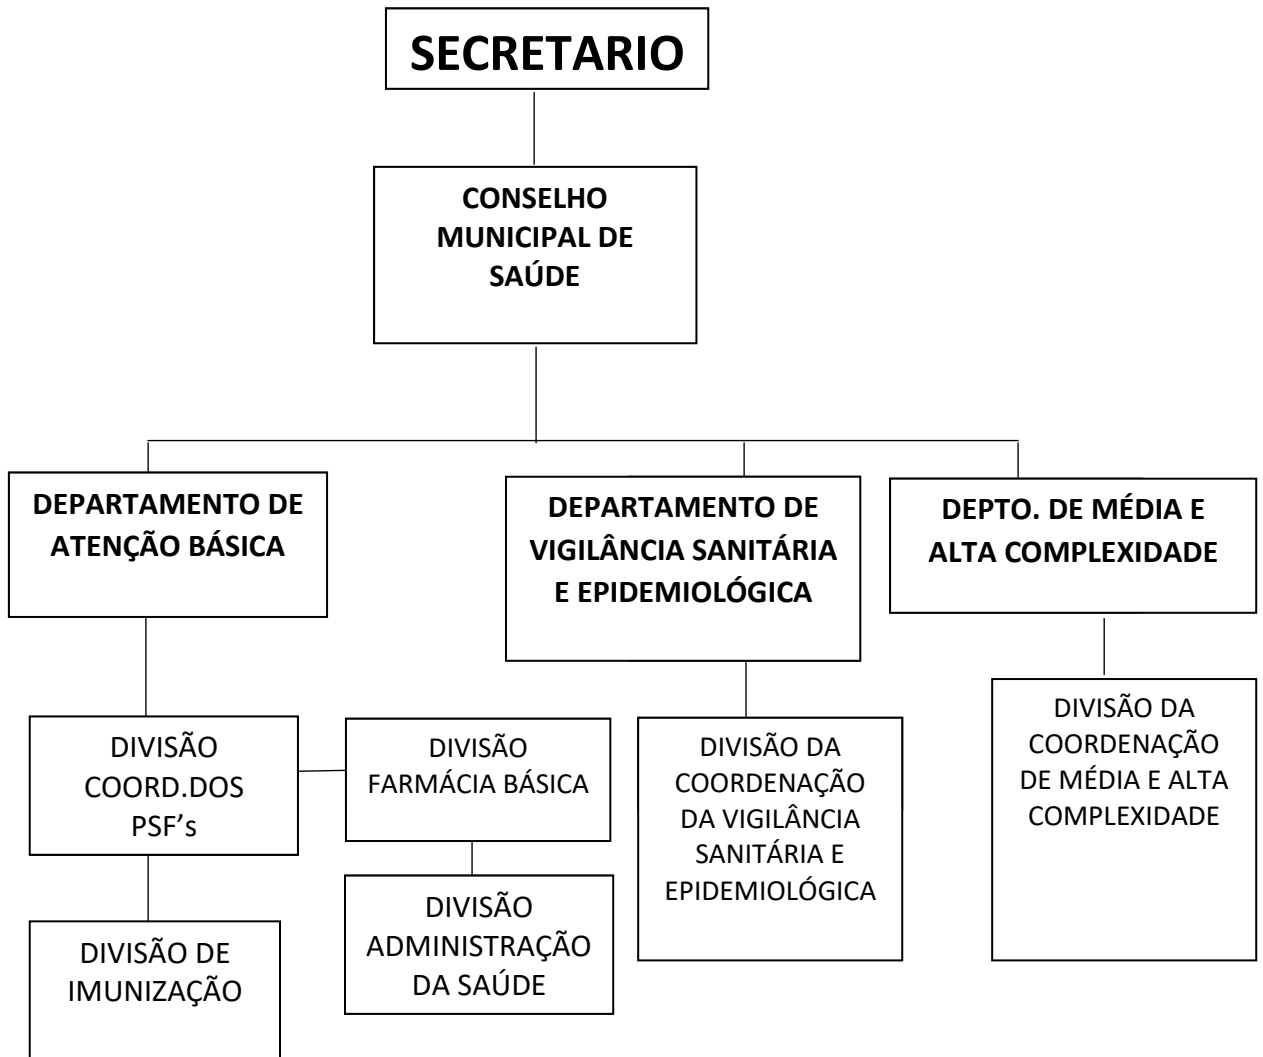 SECRETARIO
CONSELHO
MUNICIPAL DE
SAÚDE
DEPARTAMENTO DE
ATENÇÃO BÁSICA
DEPARTAMENTO DE
VIGILÂNCIA SANITÁRIA
E EPIDEMIOLÓGICA
DEPTO. DE MÉDIA E
ALTA COMPLEXIDADE
DIVISÃO
COORD.DOS
PSF’s
DIVISÃO
FARMÁCIA BÁSICA
DIVISÃO DA
COORDENAÇÃO
DA VIGILÂNCIA
SANITÁRIA E
EPIDEMIOLÓGICA
DIVISÃO DA
COORDENAÇÃO
DE MÉDIA E ALTA
COMPLEXIDADE
DIVISÃO DE
IMUNIZAÇÃO
DIVISÃO
ADMINISTRAÇÃO
DA SAÚDE